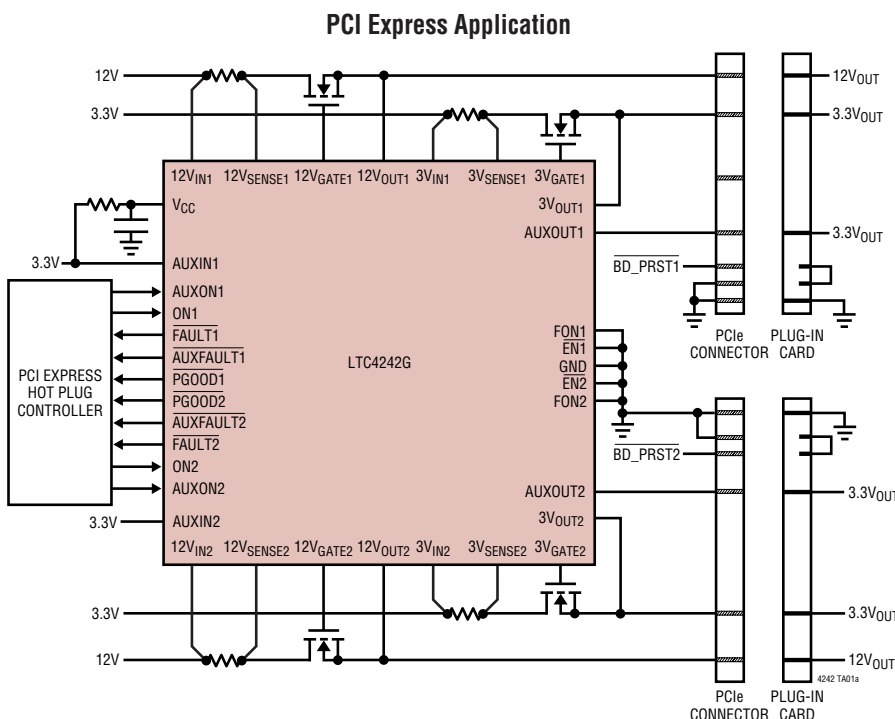 PCI Express Application
12V
12VOUT
3.3V
3.3VOUT
12VIN1 12VSENSE1 12VGATE1 12VOUT1 3VIN1 3VSENSE1 3VGATE1
VCC
3VOUT1
AUXOUT1
3.3VOUT
3.3V
AUXIN1
BD_PRST1
AUXON1
ON1
FAULT1
AUXFAULT1
PGOOD1
PGOOD2
AUXFAULT2
FAULT2
ON2
AUXON2
PCI EXPRESS
HOT PLUG
CONTROLLER
LTC4242G
FON1
EN1
GND
EN2
FON2
PCIe
CONNECTOR
PLUG-IN
CARD
BD_PRST2
AUXOUT2
3.3VOUT
3.3V
AUXIN2
3VOUT2
12VIN2 12VSENSE2 12VGATE2 12VOUT2 3VIN2 3VSENSE2 3VGATE2
3.3V
3.3VOUT
12V
12VOUT
4242 TA01a
PCIe
CONNECTOR
PLUG-IN
CARD